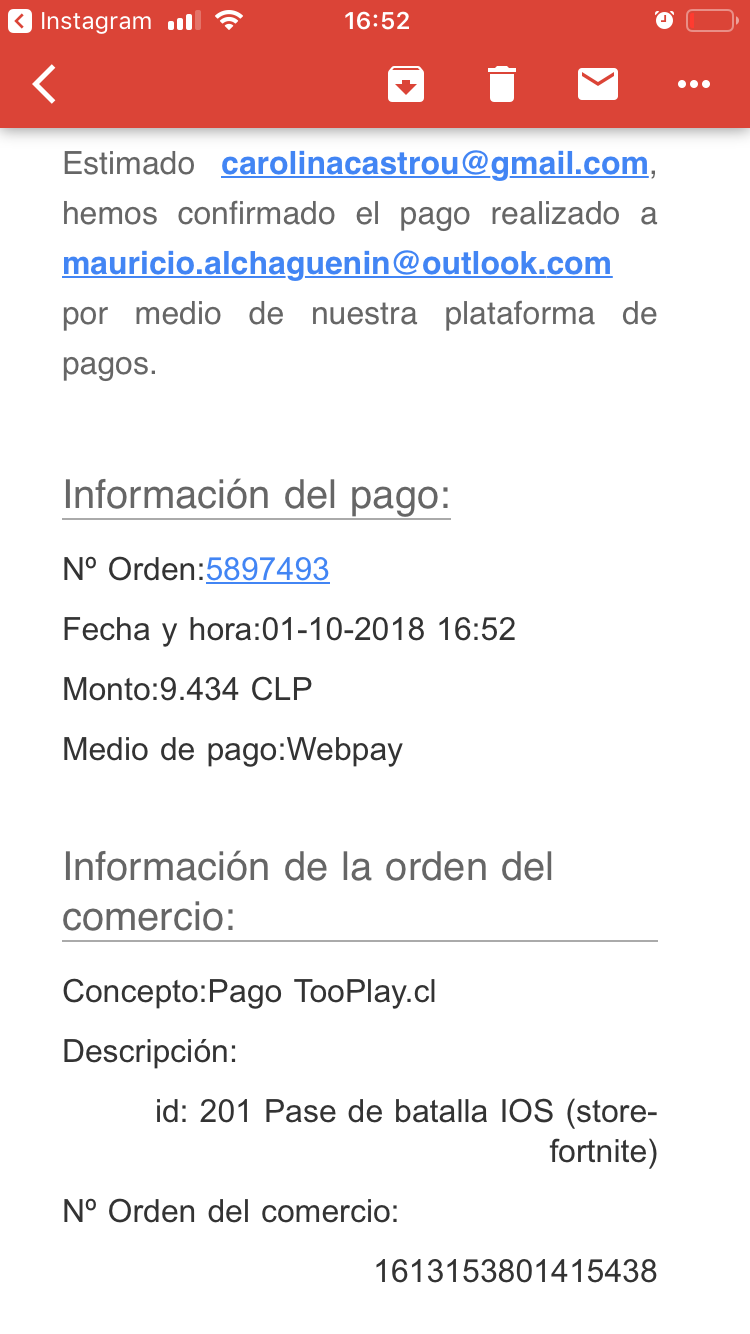 Instagram 16:52
Estimado carolinacastrou@gmail.com,
hemos confirmado el pago realizado a
mauricio.alchaguenin@outlook.com
por medio de nuestra plataforma de
pagos.
Información del pago:
Nº Orden:5897493
Fecha y hora:01-10-2018 16:52
Monto:9.434 CLP
Medio de pago:Webpay
Información de la orden del
comercio:
Concepto:Pago TooPlay.cl
Descripción:
id: 201 Pase de batalla IOS (store-
fortnite)
Nº Orden del comercio:
1613153801415438